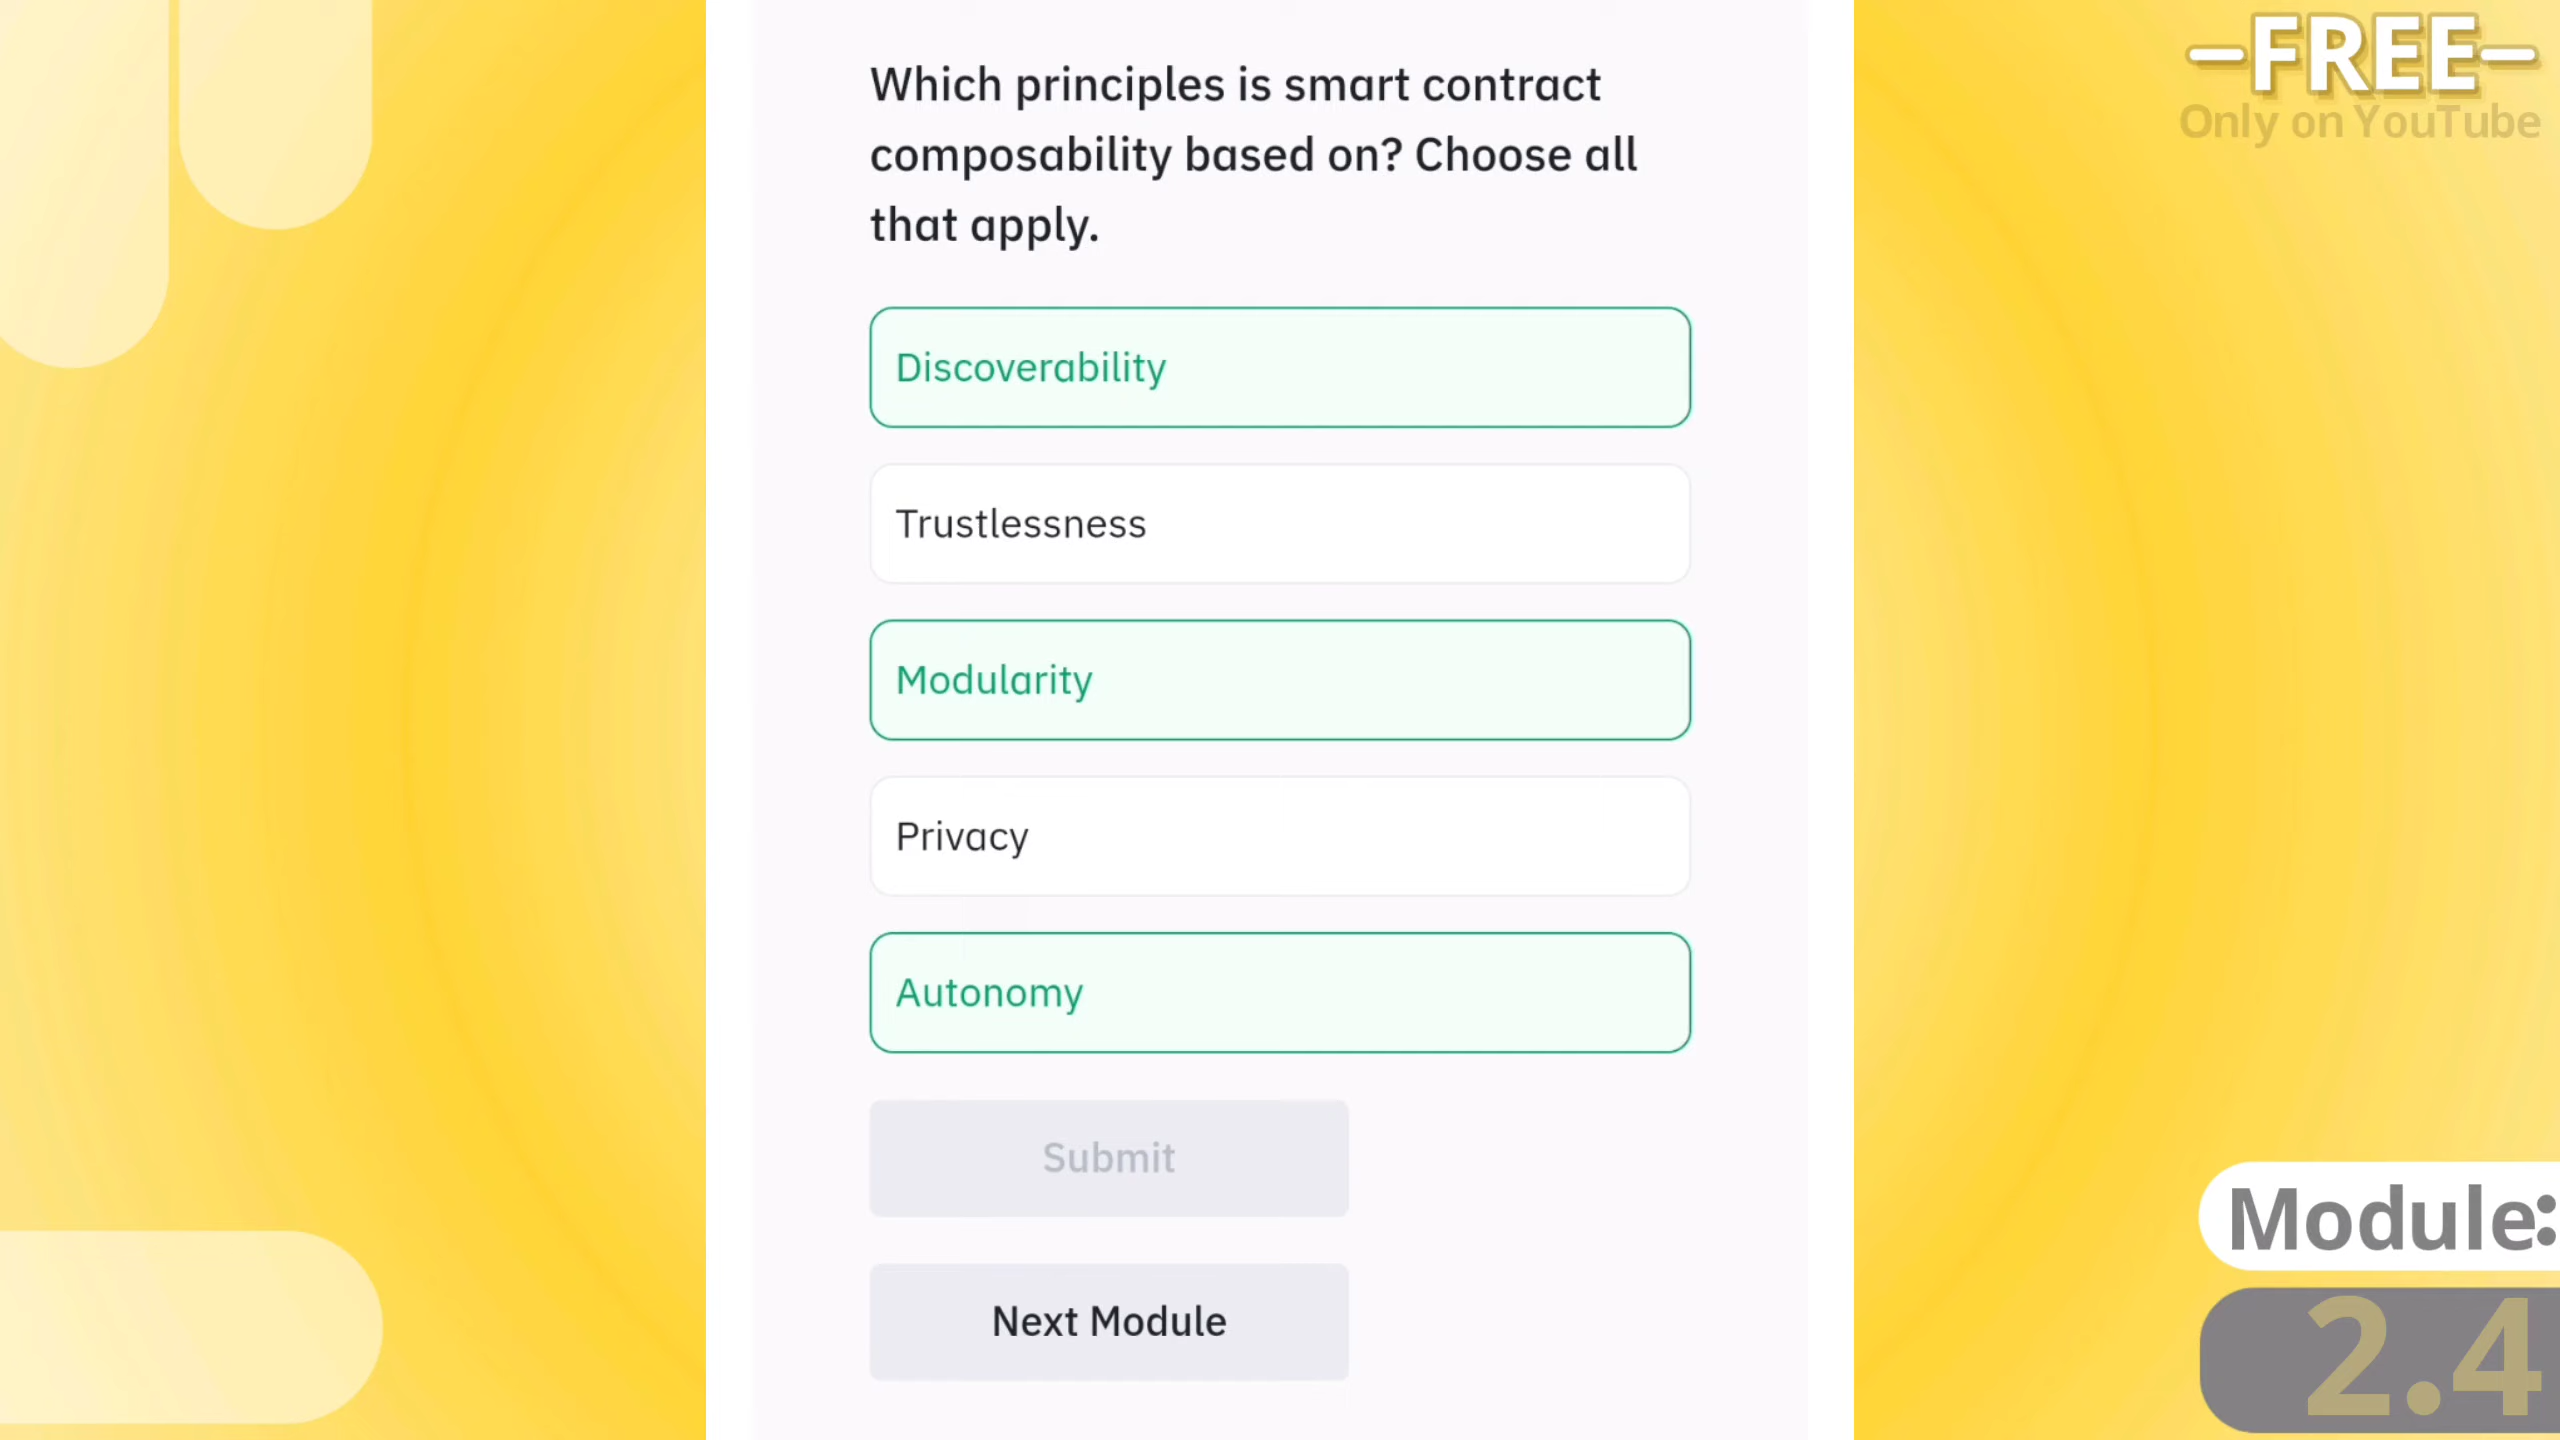 Which principles is smart contract
composability based on? Choose all
that apply.
Discoverability
Trustlessness
Modularity
Privacy
Autonomy
Submit
Next Module
–FREE–
Only on YouTube
Module:
2.4